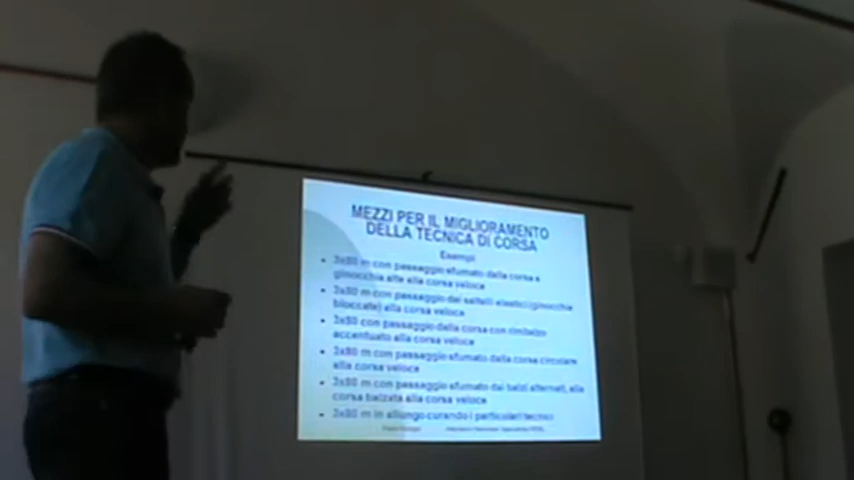 MEZZI PER IL MIGLIORAMENTO
DELLA TECNICA DI CORSA
Esempi
• 3x80 m con passaggio sfumato dalla corsa a
ginocchia alte alla corsa veloce
• 3x80 m con passaggio dai saltelli elastici (ginocchia
bloccate) alla corsa veloce
• 3x80 con passaggio dalla corsa con rimbalzo
accentuato alla corsa veloce
• 3x80 m con passaggio sfumato dalla corsa circolare
alla corsa veloce
• 3x80 m con passaggio sfumato dai balzi alternati, alla
corsa balzata alla corsa veloce
• 3x80 m in allungo curando i particolari tecnici